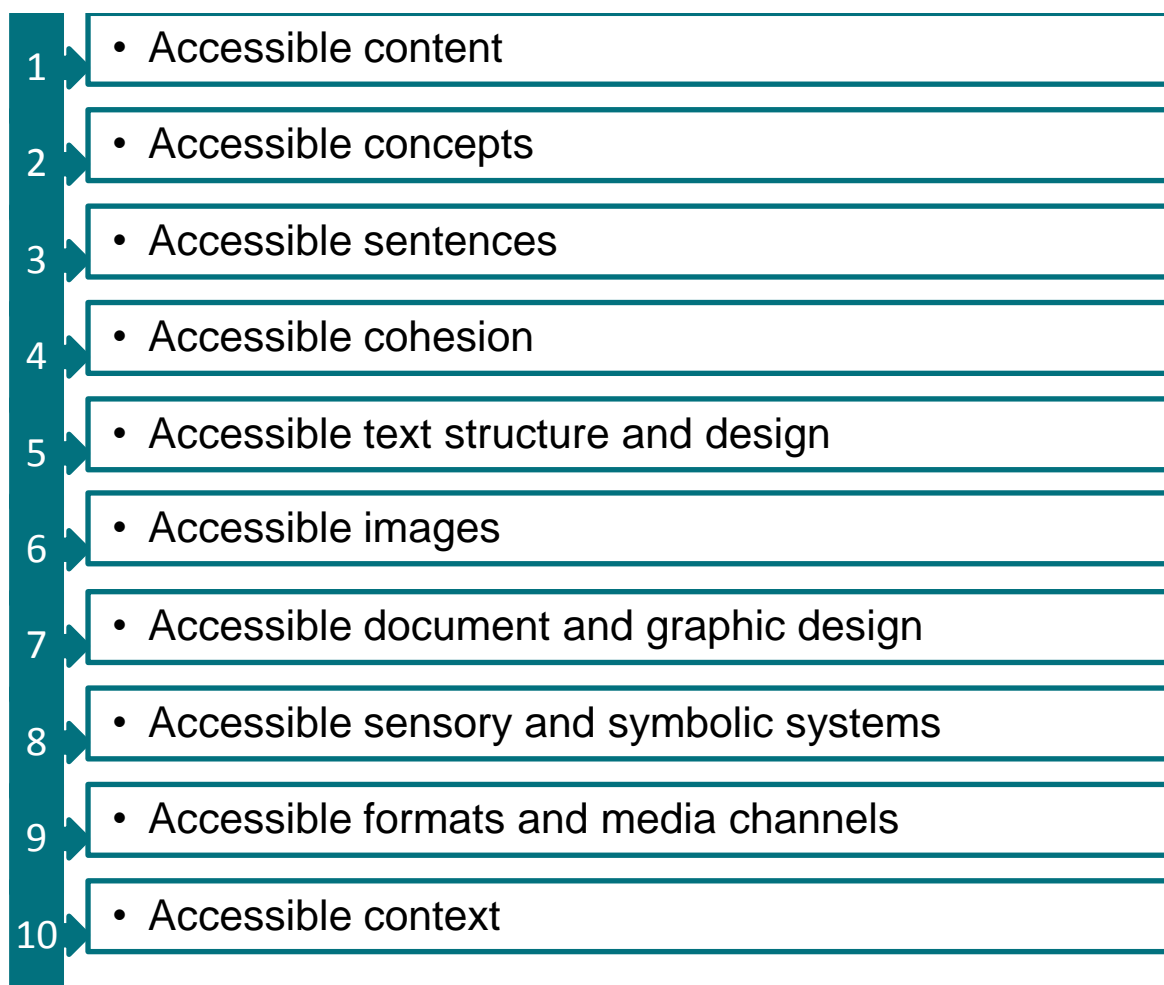 1 • Accessible content
2 • Accessible concepts
3 • Accessible sentences
4 • Accessible cohesion
5 • Accessible text structure and design
6 • Accessible images
7 • Accessible document and graphic design
8 • Accessible sensory and symbolic systems
9 • Accessible formats and media channels
10 • Accessible context